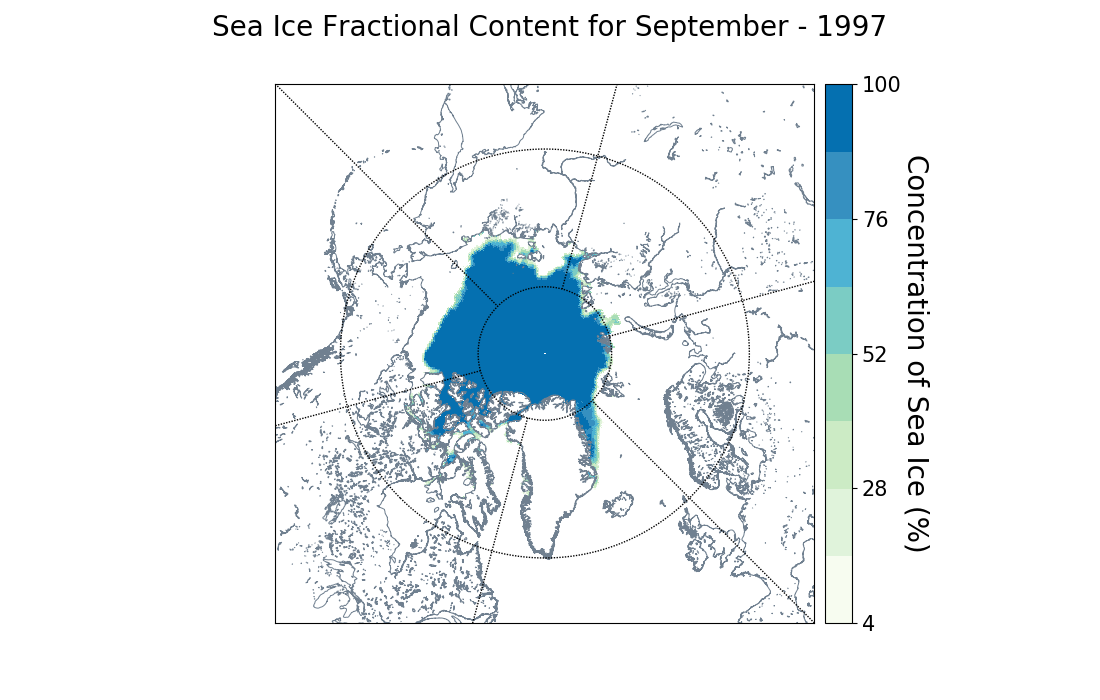 Sea Ice Fractional Content for September - 1997
100
76
52
28
4
Concentration of Sea Ice (%)